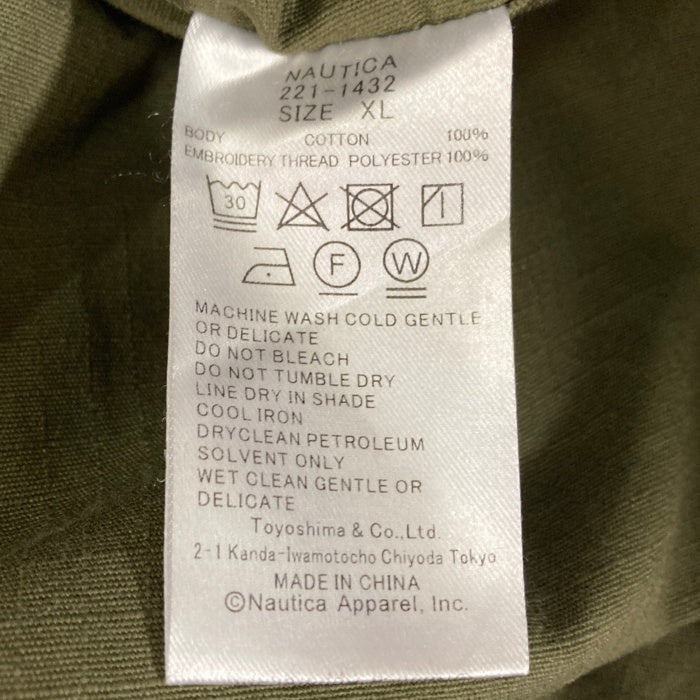 NAUTICA
221-1432
SIZE XL
BODY COTTON 100%
EMBROIDERY THREAD POLYESTER 100%
30
F W
MACHINE WASH COLD GENTLE
OR DELICATE
DO NOT BLEACH
DO NOT TUMBLE DRY
LINE DRY IN SHADE
COOL IRON
DRYCLEAN PETROLEUM
SOLVENT ONLY
WET CLEAN GENTLE OR
DELICATE
Toyoshima & Co.,Ltd.
2-1 Kanda-Iwamotocho Chiyoda Tokyo
MADE IN CHINA
©Nautica Apparel, Inc.